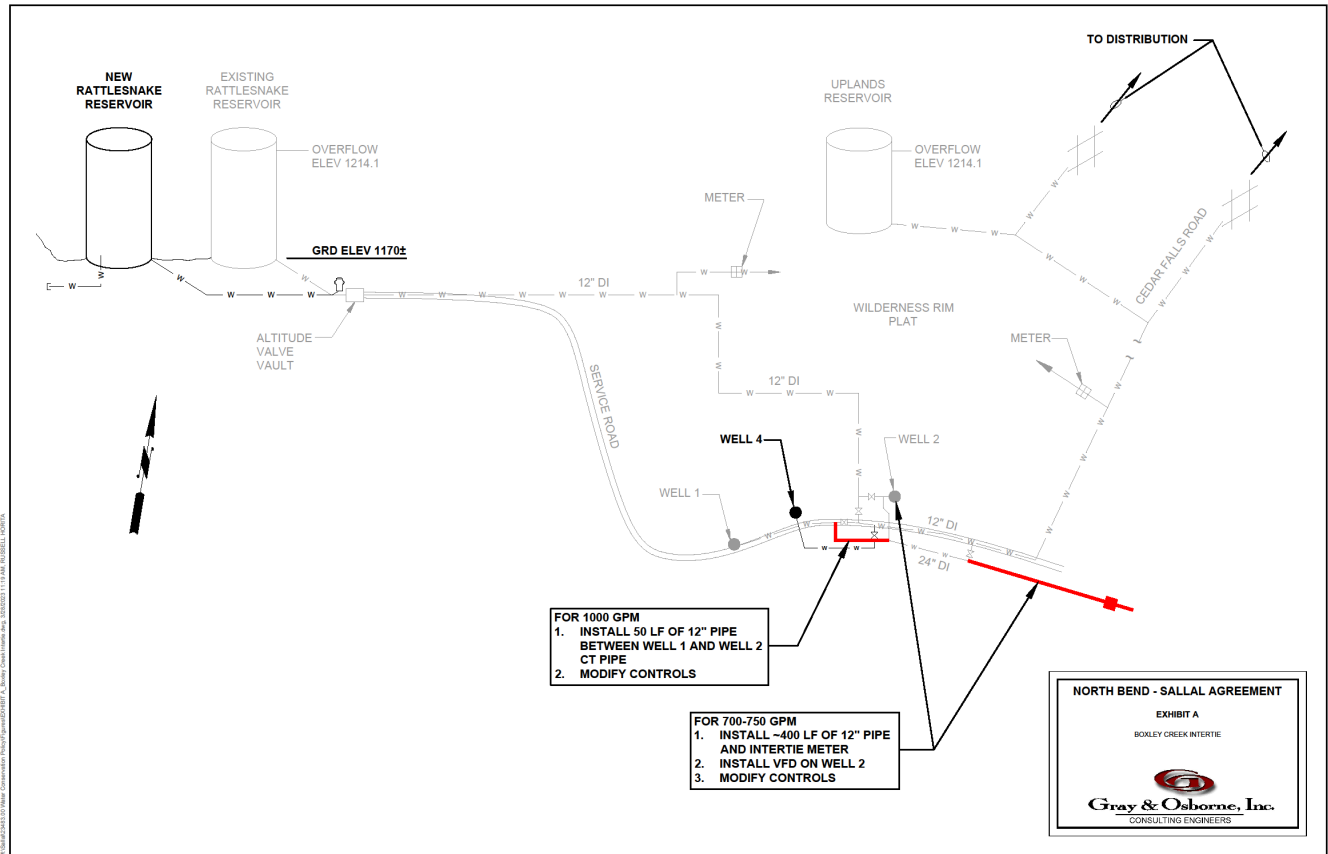 TO DISTRIBUTION
NEW
RATTLESNAKE
RESERVOIR
EXISTING
RATTLESNAKE
RESERVOIR
UPLANDS
RESERVOIR
OVERFLOW
ELEV 1214.1
OVERFLOW
ELEV 1214.1
METER
GRD ELEV 1170±
12" DI
CEDAR FALLS ROAD
WILDERNESS RIM
PLAT
ALTITUDE
VALVE
VAULT
METER
SERVICE ROAD
12" DI
WELL 4
WELL 2
WELL 1
12" DI
24" DI
FOR 1000 GPM
1. INSTALL 50 LF OF 12" PIPE
BETWEEN WELL 1 AND WELL 2
CT PIPE
2. MODIFY CONTROLS
FOR 700-750 GPM
1. INSTALL ~400 LF OF 12" PIPE
AND INTERTIE METER
2. INSTALL VFD ON WELL 2
3. MODIFY CONTROLS
NORTH BEND - SALLAL AGREEMENT
EXHIBIT A
BOXLEY CREEK INTERTIE
Gray & Osborne, Inc.
CONSULTING ENGINEERS